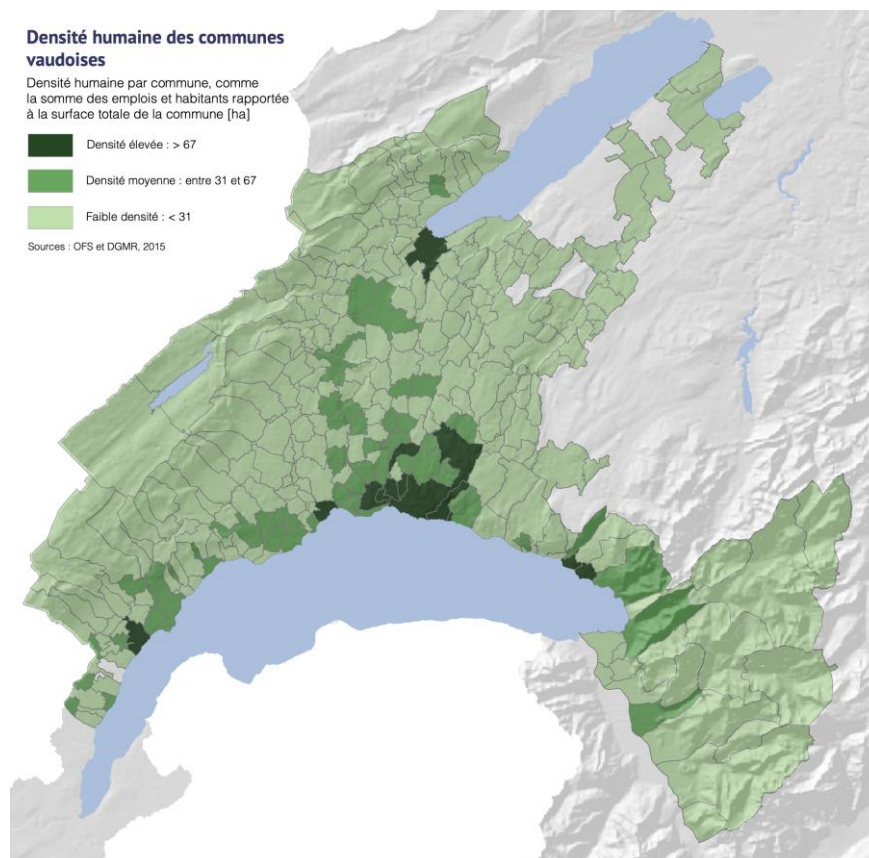 Densité humaine des communes
vaudoises
Densité humaine par commune, comme
la somme des emplois et habitants rapportée
à la surface totale de la commune [ha]
Densité élevée : > 67
Densité moyenne : entre 31 et 67
Faible densité : < 31
Sources : OFS et DGMR, 2015